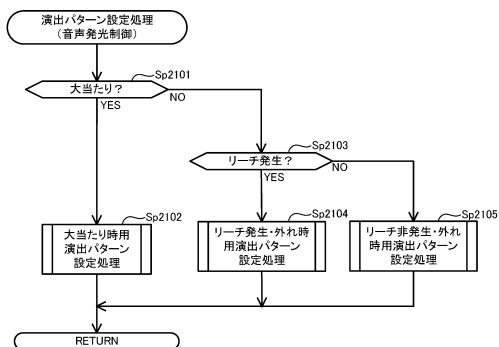 演出パターン設定処理
（音声発光制御）
Sp2101
大当たり？
NO
YES
Sp2103
リーチ発生？
NO
YES
Sp2102
大当たり時用
演出パターン
設定処理
Sp2104
リーチ発生・外れ時
用演出パターン
設定処理
Sp2105
リーチ非発生・外れ
時用演出パターン
設定処理
RETURN